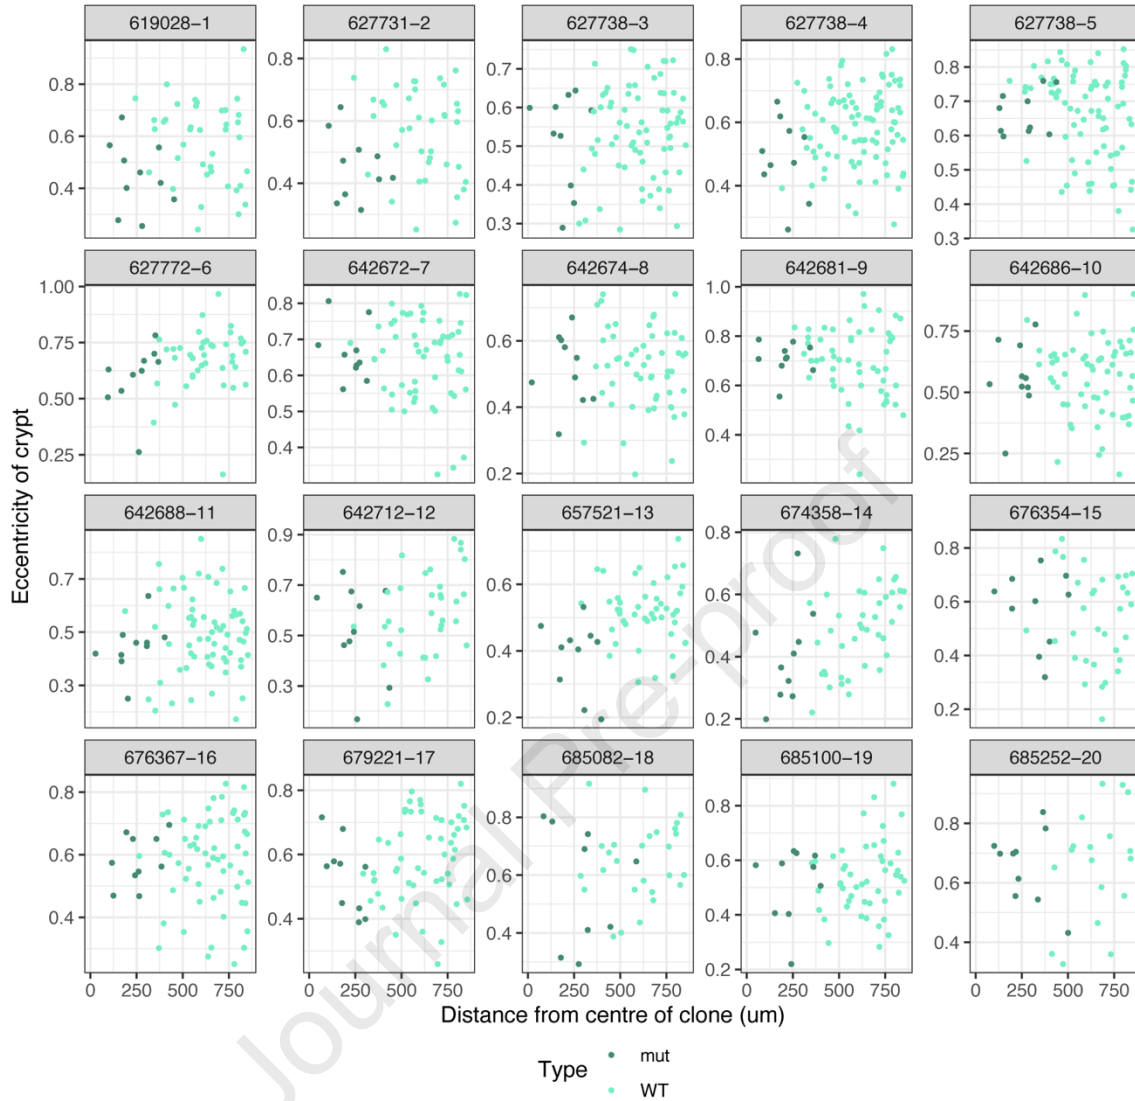 619028−1 627731−2 627738−3 627738−4 627738−5
0.8 0.6 0.4
0.8 0.6 0.4
0.7 0.6 0.5 0.4 0.3
0.8 0.6 0.4
0.8 0.7 0.6 0.5 0.4 0.3
627772−6 642672−7 642674−8 642681−9 642686−10
1.00 0.75 0.50 0.25
0.8 0.7 0.6 0.5 0.4
0.6 0.4 0.2
1.0 0.8 0.6 0.4
0.75 0.50 0.25
642688−11 642712−12 657521−13 674358−14 676354−15
0.7 0.5 0.3
0.9 0.7 0.5 0.3
0.8 0.6 0.4 0.2
0.8 0.6 0.4 0.2
0.8 0.6 0.4 0.2
676367−16 679221−17 685082−18 685100−19 685252−20
0.8 0.6 0.4
0.8 0.6 0.4
0.8 0.6 0.4
0.8 0.6 0.4 0.2
0.8 0.6 0.4
0 250 500 750 0 250 500 750 0 250 500 750 0 250 500 750 0 250 500 750
Eccentricity of crypt
Distance from centre of clone (um)
Type
mut
WT
Journal Pre-proof